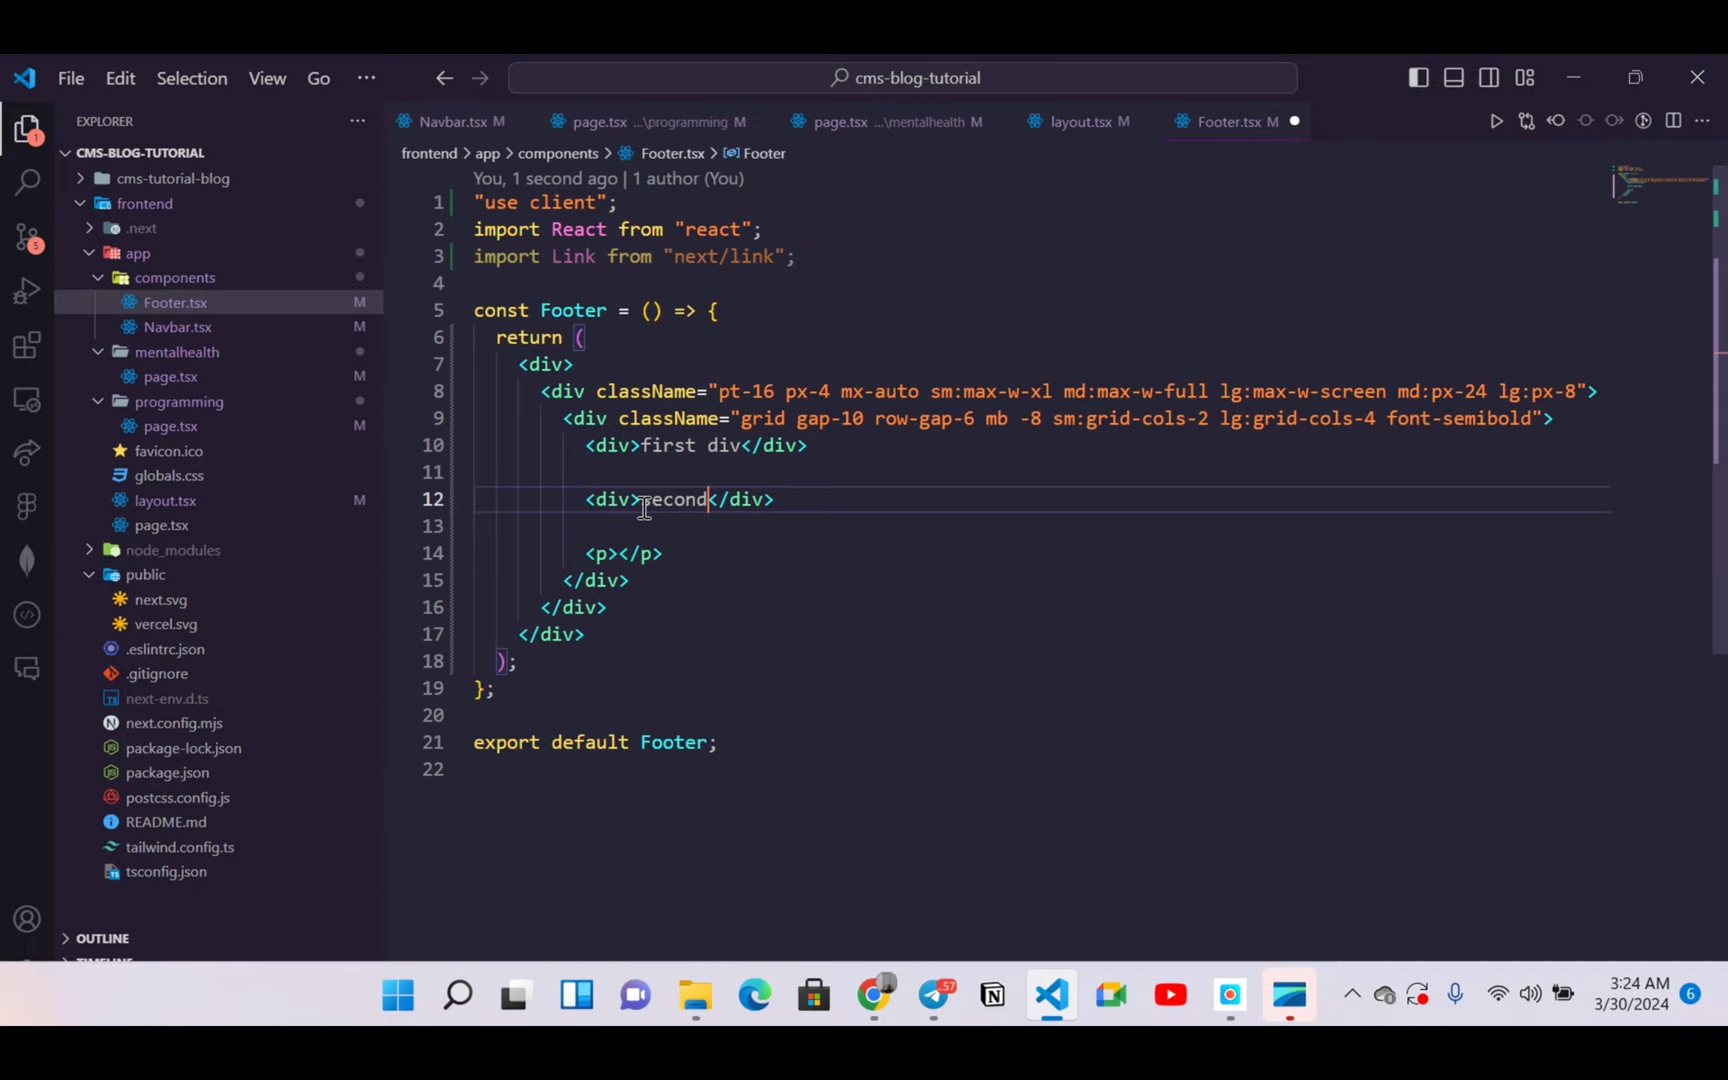 File Edit Selection View Go ··· cms-blog-tutorial
EXPLORER ···
Navbar.tsx M page.tsx ...\programming M page.tsx ...\mentalhealth M layout.tsx M Footer.tsx M
1
CMS-BLOG-TUTORIAL
cms-tutorial-blog
frontend
.next
app
components
Footer.tsx M
Navbar.tsx M
mentalhealth
page.tsx M
programming
page.tsx M
favicon.ico
globals.css
layout.tsx M
page.tsx
node_modules
public
next.svg
vercel.svg
.eslintrc.json
.gitignore
next-env.d.ts
next.config.mjs
package-lock.json
package.json
postcss.config.js
README.md
tailwind.config.ts
tsconfig.json
OUTLINE
TIMELINE
5
frontend > app > components > Footer.tsx > Footer
You, 1 second ago | 1 author (You)
1 "use client";
2 import React from "react";
3 import Link from "next/link";
4
5 const Footer = () => {
6 return (
7 <div>
8 <div className="pt-16 px-4 mx-auto sm:max-w-xl md:max-w-full lg:max-w-screen md:px-24 lg:px-8">
9 <div className="grid gap-10 row-gap-6 mb -8 sm:grid-cols-2 lg:grid-cols-4 font-semibold">
10 <div>first div</div>
11
12 <div>second</div>
13
14 <p></p>
15 </div>
16 </div>
17 </div>
18 );
19 };
20
21 export default Footer;
22
57
3:24 AM
3/30/2024
6